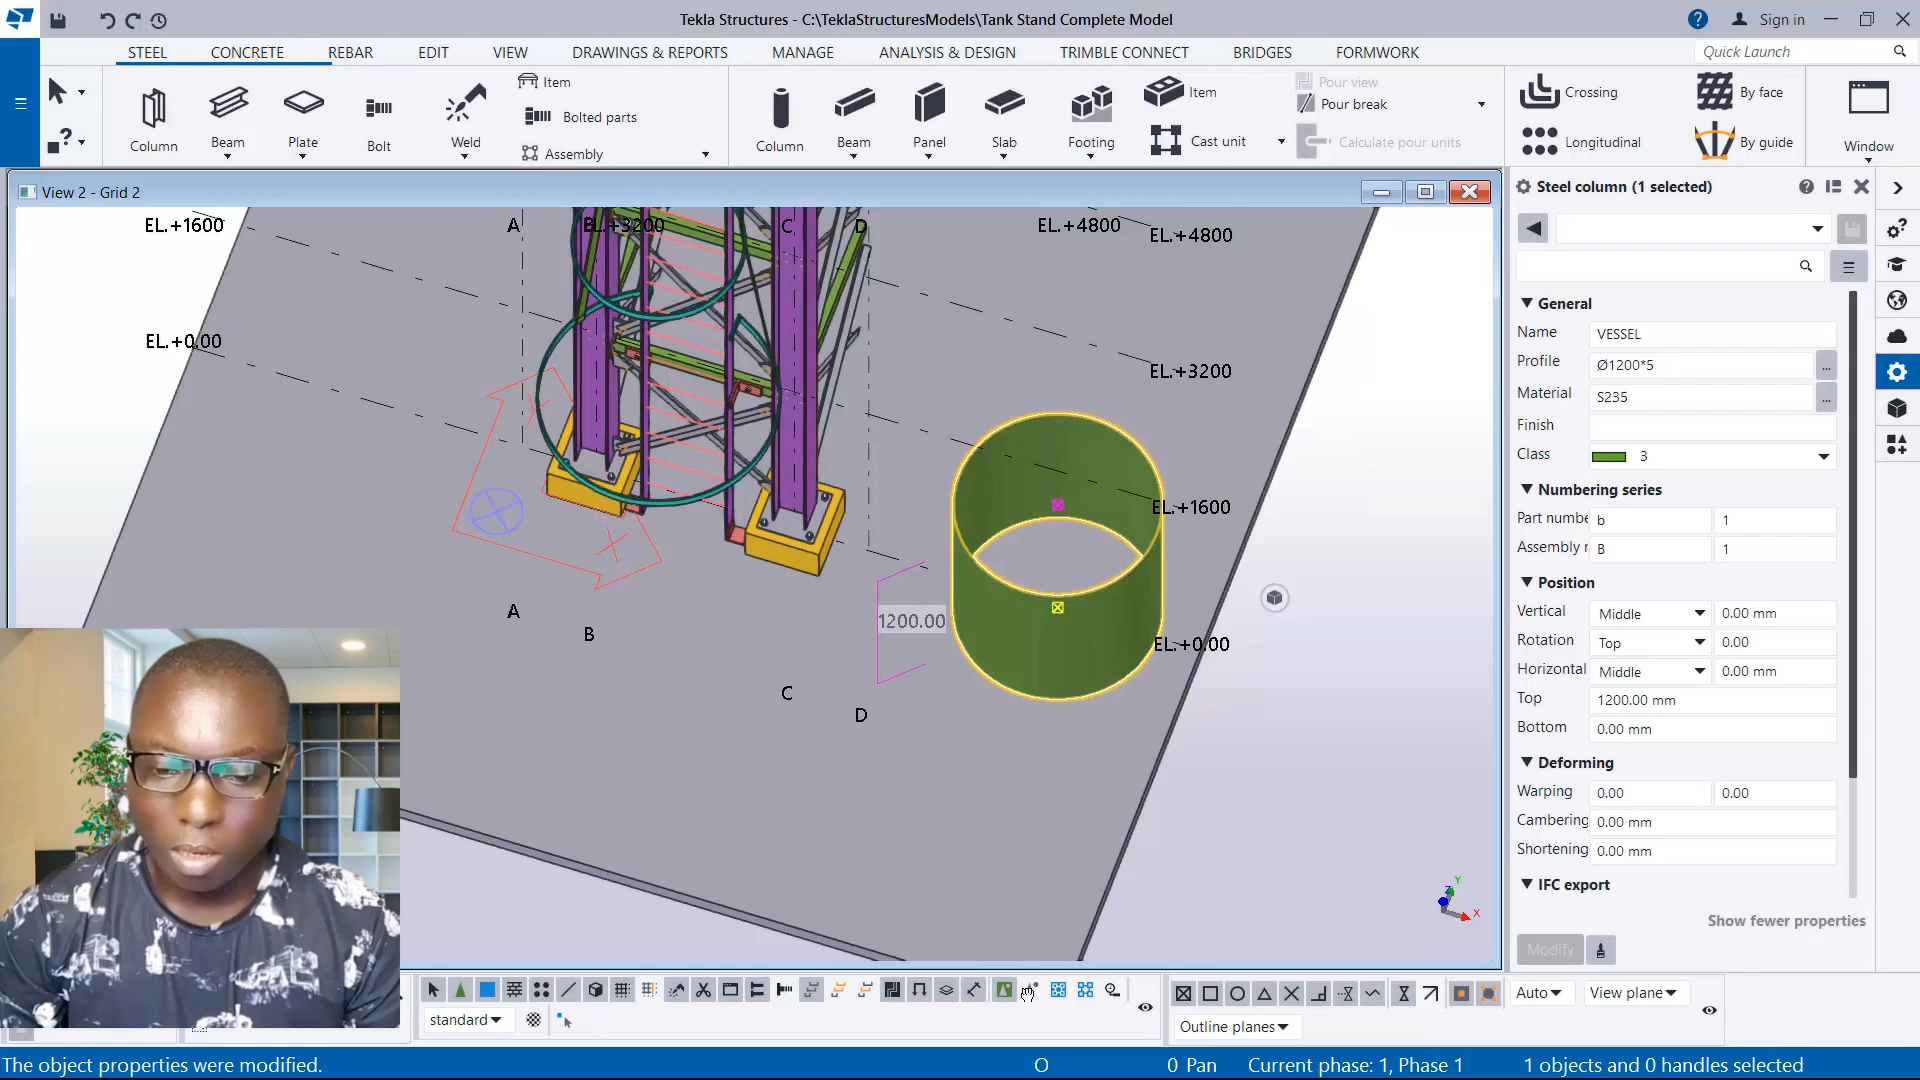 Tekla Structures - C:\TeklaStructuresModels\Tank Stand Complete Model
Sign in
STEEL CONCRETE REBAR EDIT VIEW DRAWINGS & REPORTS MANAGE ANALYSIS & DESIGN TRIMBLE CONNECT BRIDGES FORMWORK
Quick Launch
Column Beam Plate Bolt Weld
Item
Bolted parts
Assembly
Column Beam Panel Slab Footing
Item
Cast unit
Pour view
Pour break
Calculate pour units
Crossing
Longitudinal
By face
By guide
Window
View 2 - Grid 2
EL.+1600 A EL.+3200 C D EL.+4800 EL.+4800
EL.+0.00
EL.+3200
EL.+1600
1200.00
EL.+0.00
A
B
C
D
Z Y X
Steel column (1 selected)
General
Name VESSEL
Profile Ø1200*5 ...
Material S235 ...
Finish
Class 3
Numbering series
Part numbe b 1
Assembly r B 1
Position
Vertical Middle 0.00 mm
Rotation Top 0.00
Horizontal Middle 0.00 mm
Top 1200.00 mm
Bottom 0.00 mm
Deforming
Warping 0.00 0.00
Cambering 0.00 mm
Shortening 0.00 mm
IFC export
Show fewer properties
Modify
standard
Auto View plane
Outline planes
The object properties were modified. O 0 Pan Current phase: 1, Phase 1 1 objects and 0 handles selected